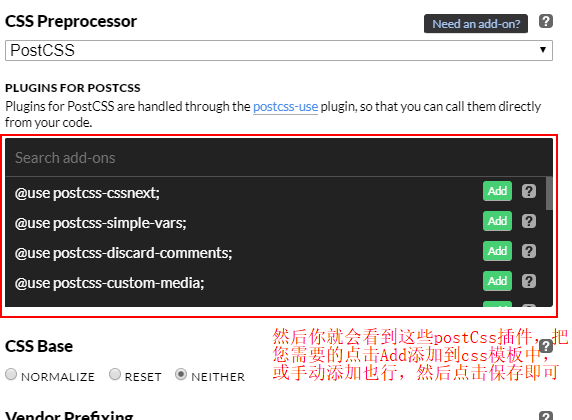 CSS Preprocessor
Need an add-on?
?
PostCSS
PLUGINS FOR POSTCSS
Plugins for PostCSS are handled through the postcss-use plugin, so that you can call them directly
from your code.
Search add-ons
@use postcss-cssnext; Add ?
@use postcss-simple-vars; Add ?
@use postcss-discard-comments; Add ?
@use postcss-custom-media; Add ?
然后你就会看到这些postCss插件，把
您需要的点击Add添加到css模板中，
或手动添加也行，然后点击保存即可
CSS Base
?
NORMALIZE RESET NEITHER
Vendor Prefixing
?